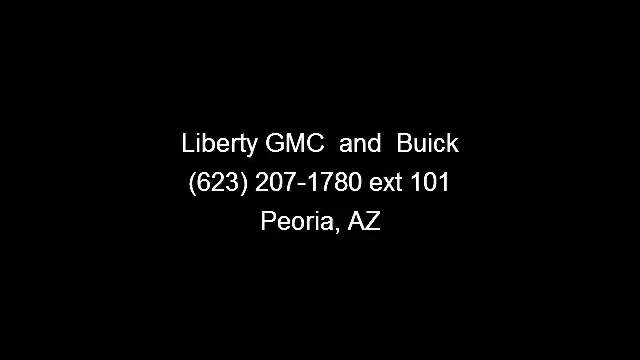 Liberty GMC  and  Buick
(623) 207-1780 ext 101
Peoria, AZ